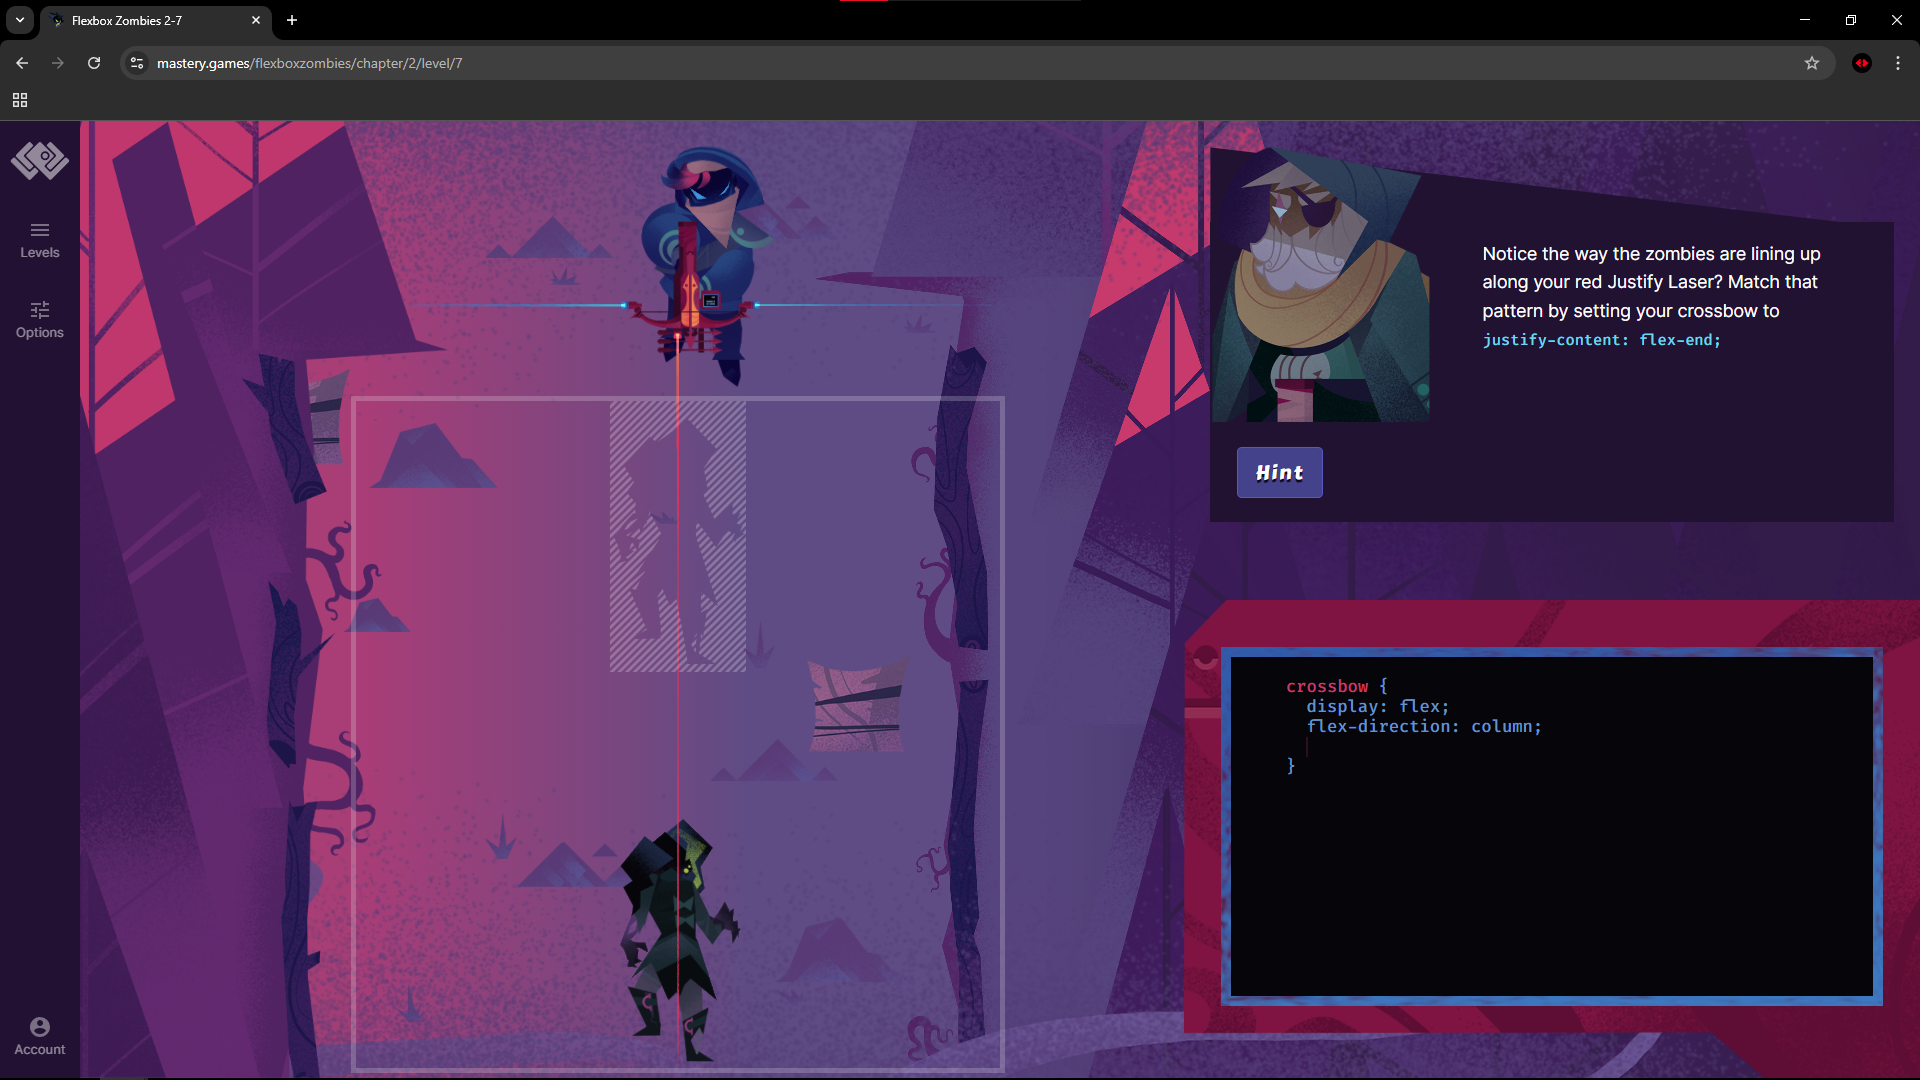 Flexbox Zombies 2-7
mastery.games/flexboxzombies/chapter/2/level/7
Levels
Options
Account
Notice the way the zombies are lining up
along your red Justify Laser? Match that
pattern by setting your crossbow to
justify-content: flex-end;
Hint
crossbow {
display: flex;
flex-direction: column;
}